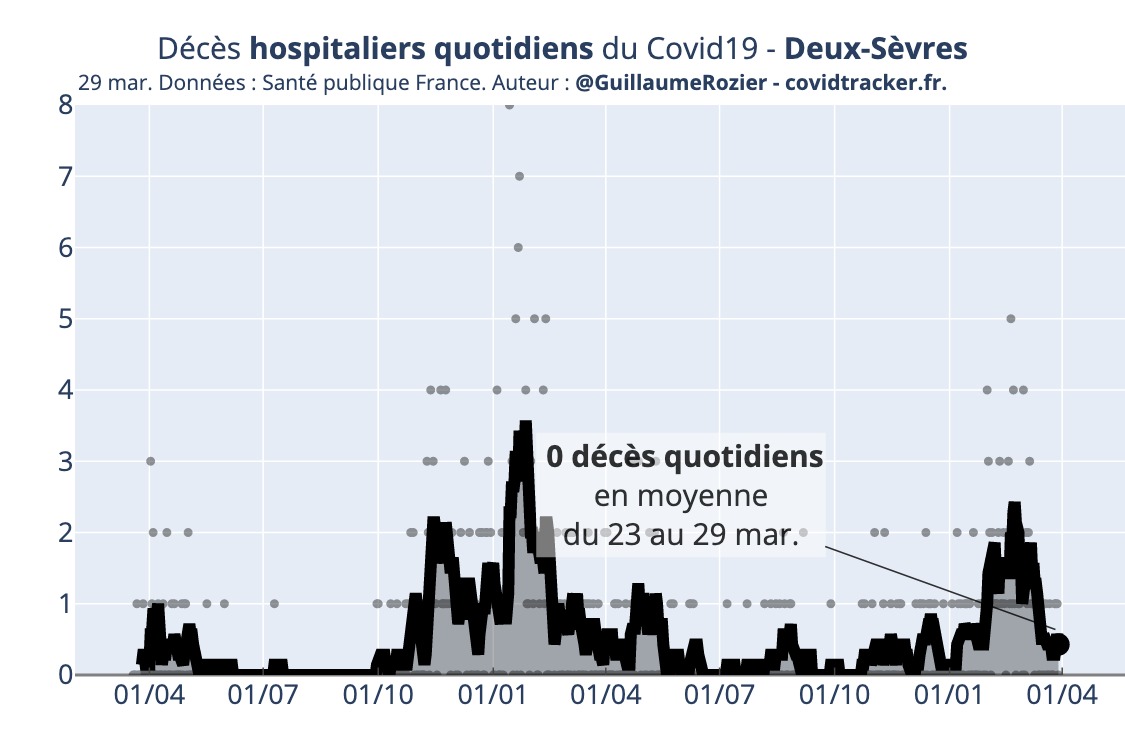 Décès hospitaliers quotidiens du Covid19 - Deux-Sèvres
29 mar. Données : Santé publique France. Auteur : @GuillaumeRozier - covidtracker.fr.
8
7
6
5
4
3
2
1
0
0 décès quotidiens
en moyenne
du 23 au 29 mar.
01/04 01/07 01/10 01/01 01/04 01/07 01/10 01/01 01/04